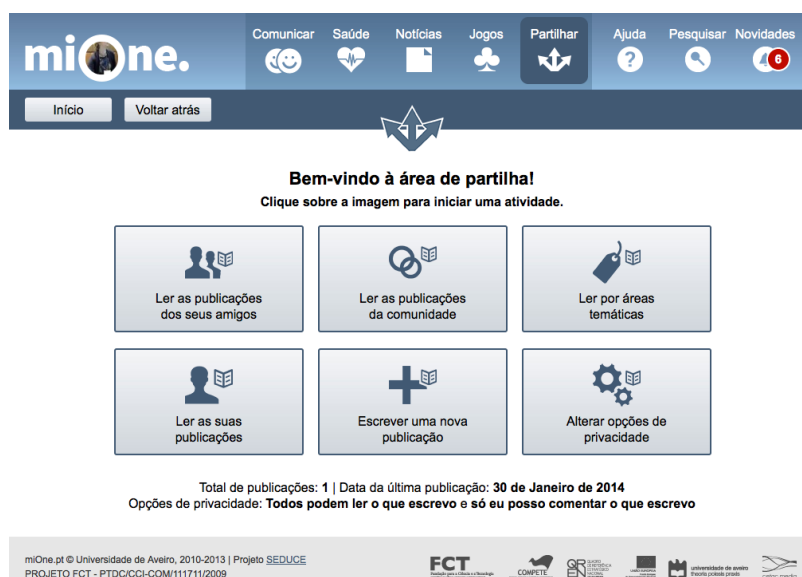 miOne.
Comunicar Saúde Notícias Jogos Partilhar Ajuda Pesquisar Novidades
6
Início Voltar atrás
Bem-vindo à área de partilha!
Clique sobre a imagem para iniciar uma atividade.
Ler as publicações
dos seus amigos
Ler as publicações
da comunidade
Ler por áreas
temáticas
Ler as suas
publicações
Escrever uma nova
publicação
Alterar opções de
privacidade
Total de publicações: 1 | Data da última publicação: 30 de Janeiro de 2014
Opções de privacidade: Todos podem ler o que escrevo e só eu posso comentar o que escrevo
miOne.pt © Universidade de Aveiro, 2010-2013 | Projeto SEDUCE
PROJETO FCT - PTDC/CCI-COM/111711/2009
FCT
COMPETE
QR
universidade de aveiro
theoria poiesis praxis